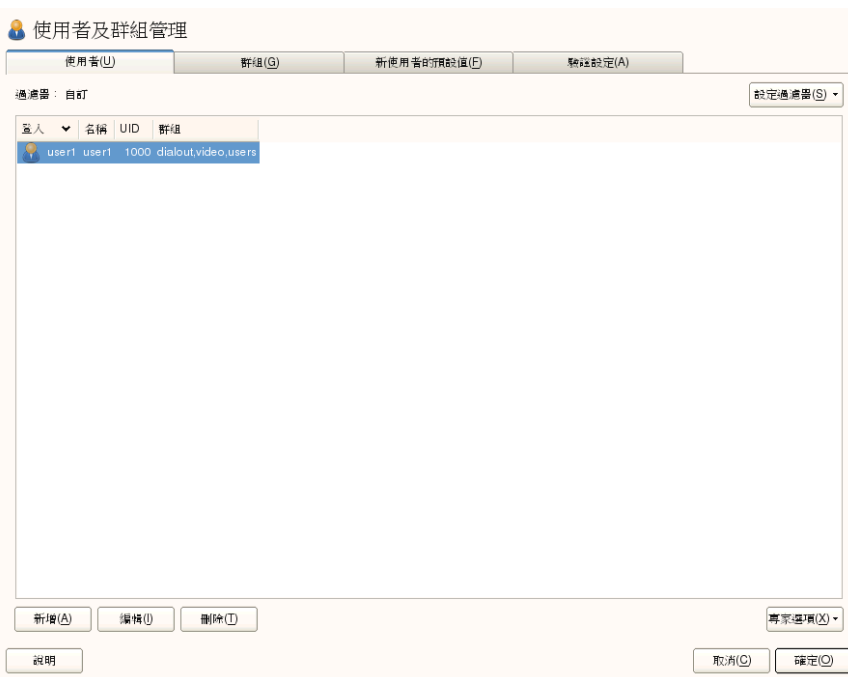 使用者及群組管理
使用者(U) 群組(G) 新使用者的預設值(F) 驗證設定(A)
過濾器： 自訂 設定過濾器(S)
登入 名稱 UID 群組
user1 user1 1000 dialout,video,users
新增(A) 編輯(I) 刪除(T) 專家選項(X)
說明 取消(C) 確定(O)